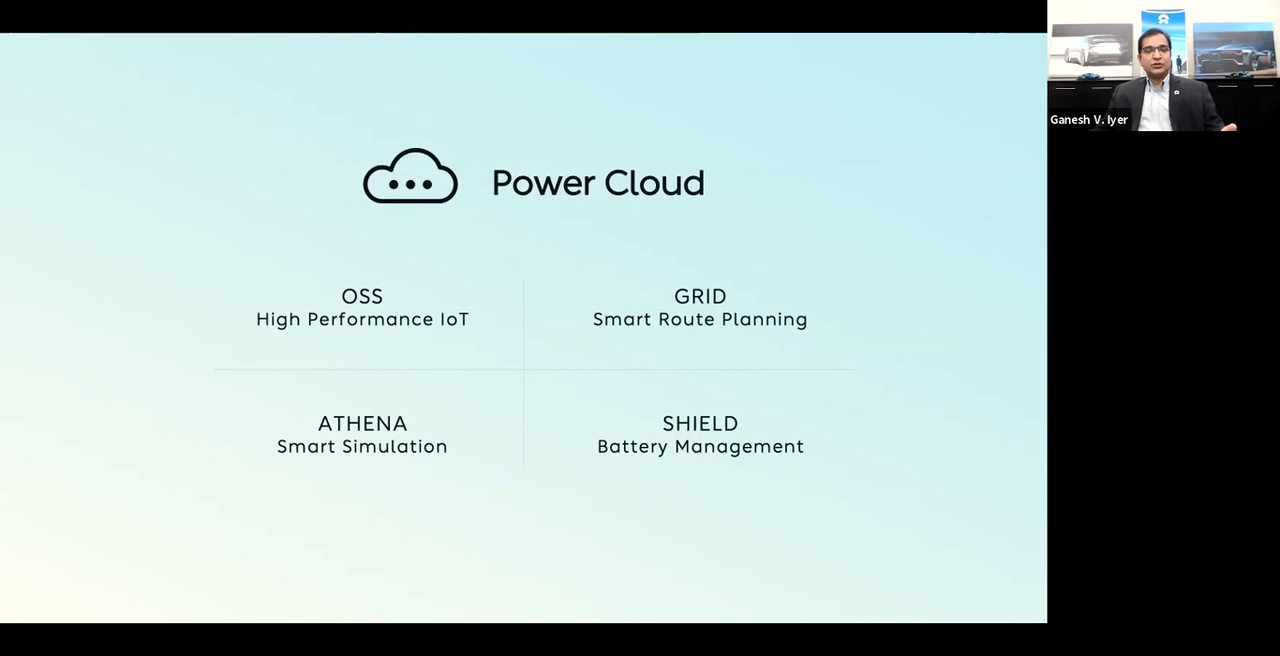 Power Cloud
OSS
High Performance IoT
GRID
Smart Route Planning
ATHENA
Smart Simulation
SHIELD
Battery Management
Ganesh V. Iyer